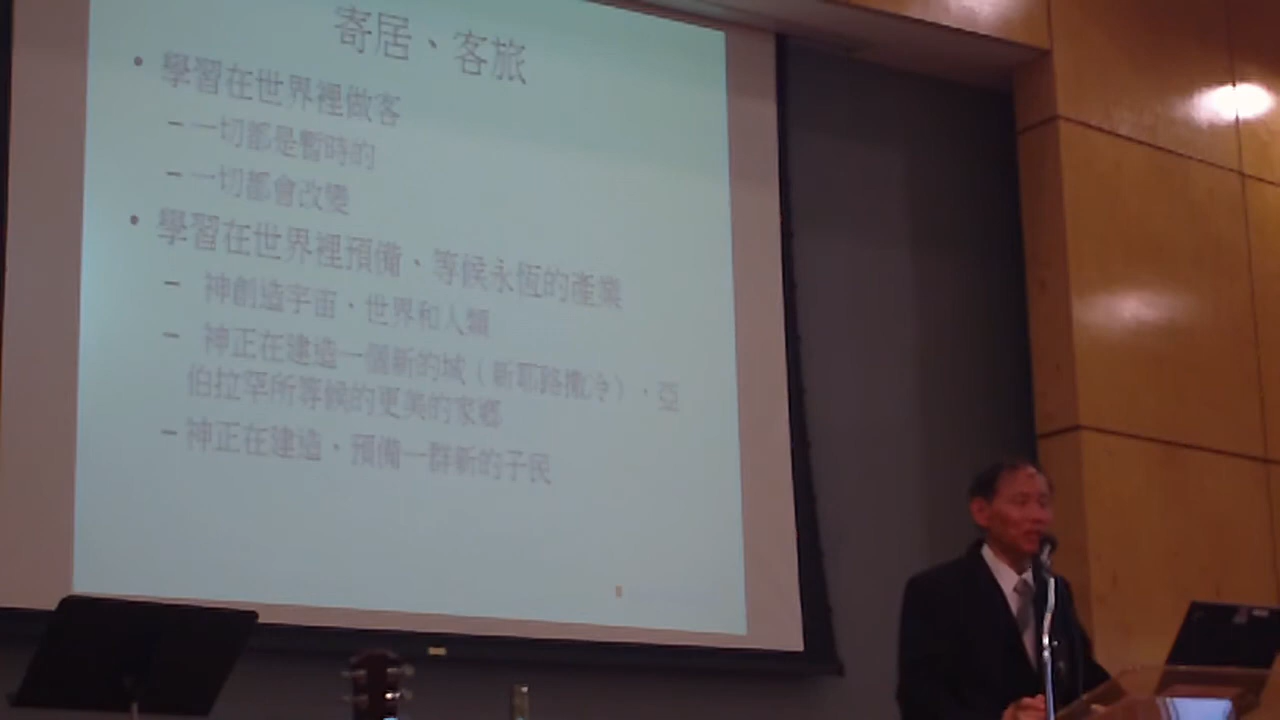 寄居、客旅
• 學習在世界裡做客
– 一切都是暫時的
– 一切都會改變
• 學習在世界裡預備、等候永恆的產業
– 神創造宇宙、世界和人類
– 神正在建造一個新的城（新耶路撒冷），亞
伯拉罕所等候的更美的家鄉
– 神正在建造、預備一群新的子民